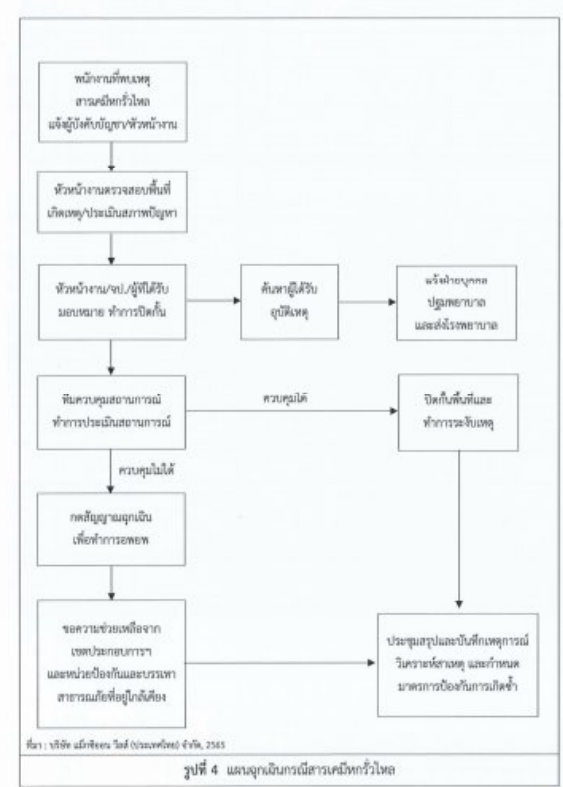 พนักงานที่พบเหตุ
สารเคมีหกรั่วไหล
แจ้งผู้บังคับบัญชา/หัวหน้างาน
หัวหน้างานตรวจสอบพื้นที่
เกิดเหตุ/ประเมินสภาพปัญหา
หัวหน้างาน/จป./ผู้ที่ได้รับ
มอบหมาย ทำการปิดกั้น
ค้นหาผู้ได้รับ
อุบัติเหตุ
แจ้งฝ่ายบุคคล
ปฐมพยาบาล
และส่งโรงพยาบาล
ทีมควบคุมสถานการณ์
ทำการประเมินสถานการณ์
ควบคุมได้
ปิดกั้นพื้นที่และ
ทำการระงับเหตุ
ควบคุมไม่ได้
กดสัญญาณฉุกเฉิน
เพื่อทำการอพยพ
ขอความช่วยเหลือจาก
เขตประกอบการฯ
และหน่วยป้องกันและบรรเทา
สาธารณภัยที่อยู่ใกล้เคียง
ประชุมสรุปและบันทึกเหตุการณ์
วิเคราะห์สาเหตุ และกำหนด
มาตรการป้องกันการเกิดซ้ำ
ที่มา : บริษัท แม็กซิออน วีลส์ (ประเทศไทย) จำกัด, 2565
รูปที่ 4 แผนฉุกเฉินกรณีสารเคมีหกรั่วไหล